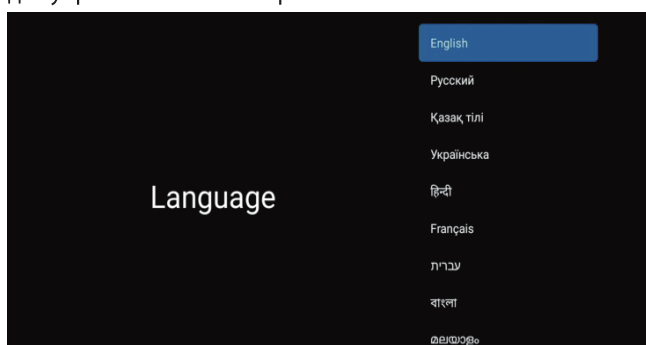 English
Русский
Қазақ тілі
Українська
Language
हिन्दी
Français
עברית
বাংলা
മലയാളം